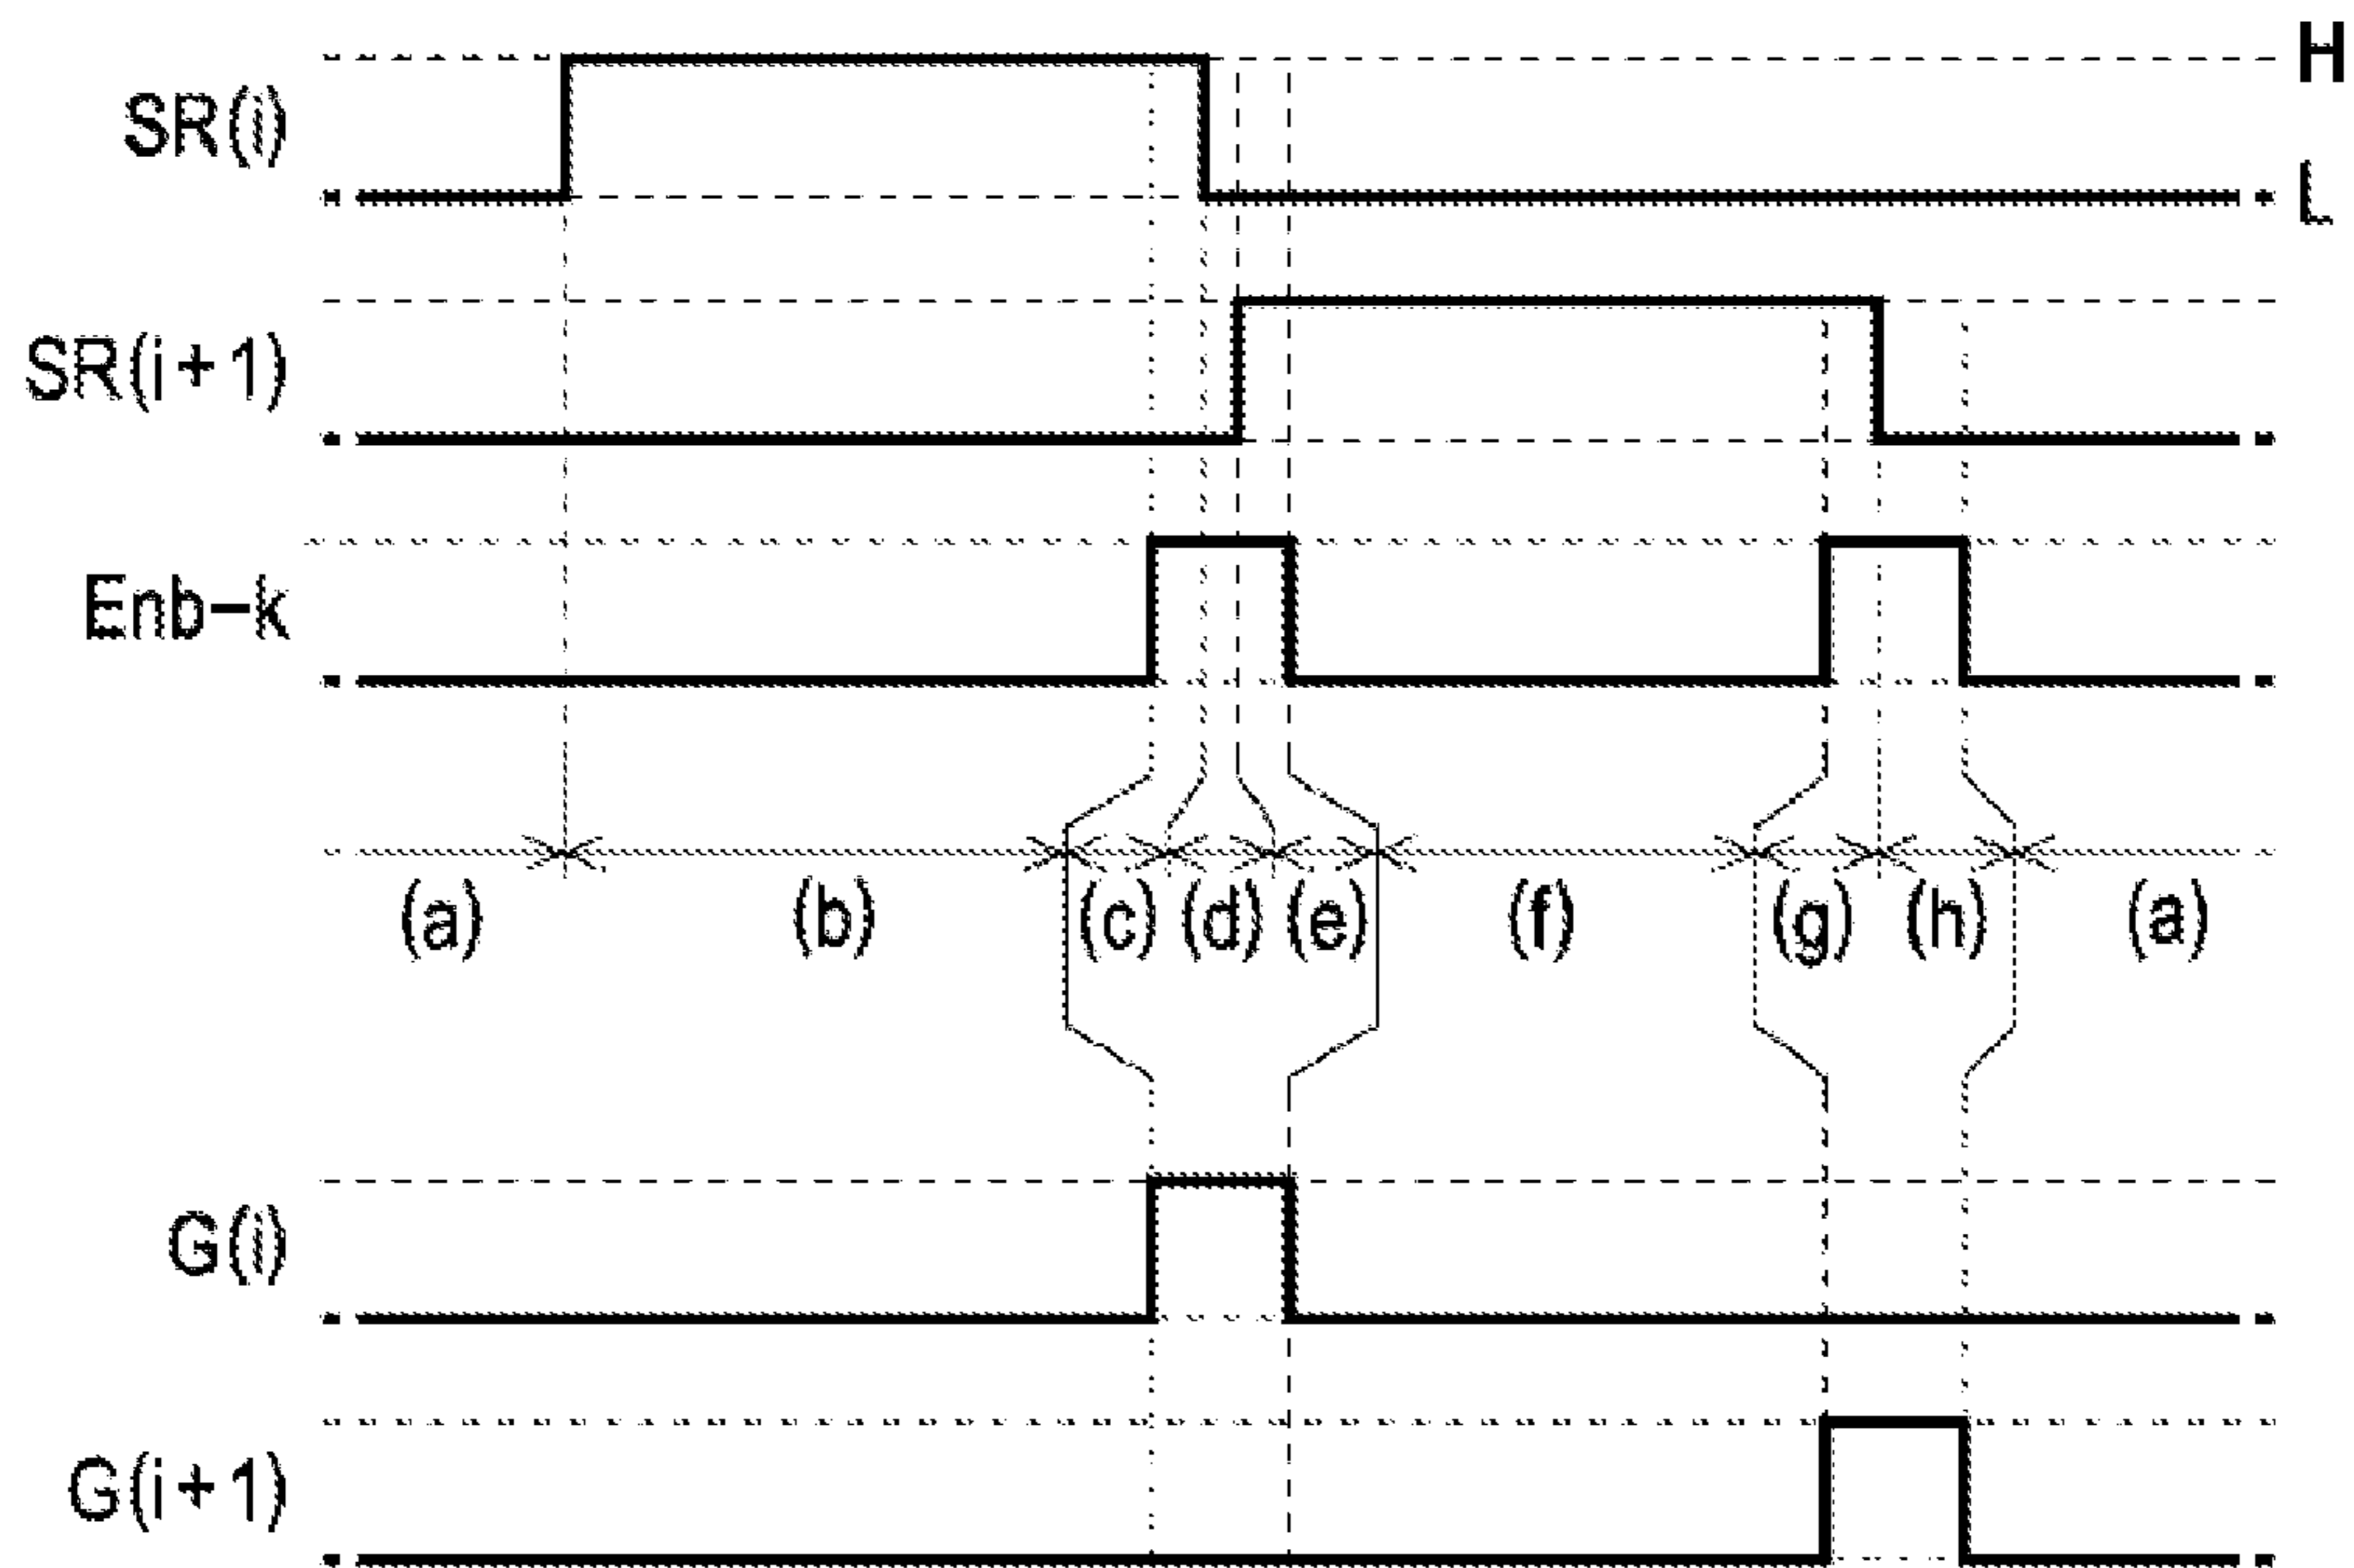 H
SR(i)
L
SR(i+1)
Enb-k
(a) (b) (c) (d) (e) (f) (g) (h) (a)
G(i)
G(i+1)